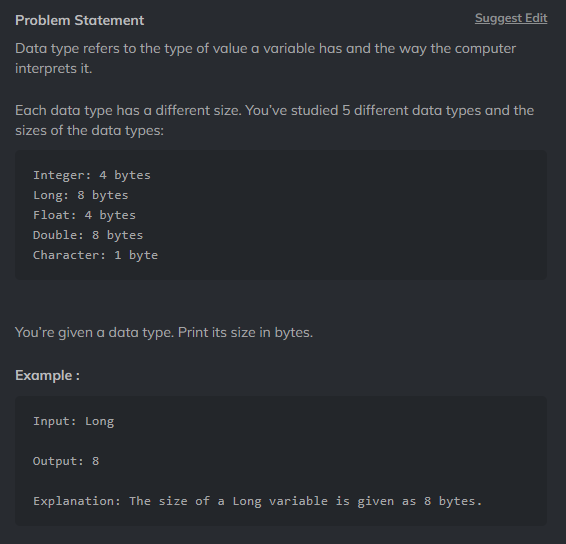 Problem Statement
Suggest Edit
Data type refers to the type of value a variable has and the way the computer
interprets it.
Each data type has a different size. You’ve studied 5 different data types and the
sizes of the data types:
Integer: 4 bytes
Long: 8 bytes
Float: 4 bytes
Double: 8 bytes
Character: 1 byte
You’re given a data type. Print its size in bytes.
Example :
Input: Long
Output: 8
Explanation: The size of a Long variable is given as 8 bytes.